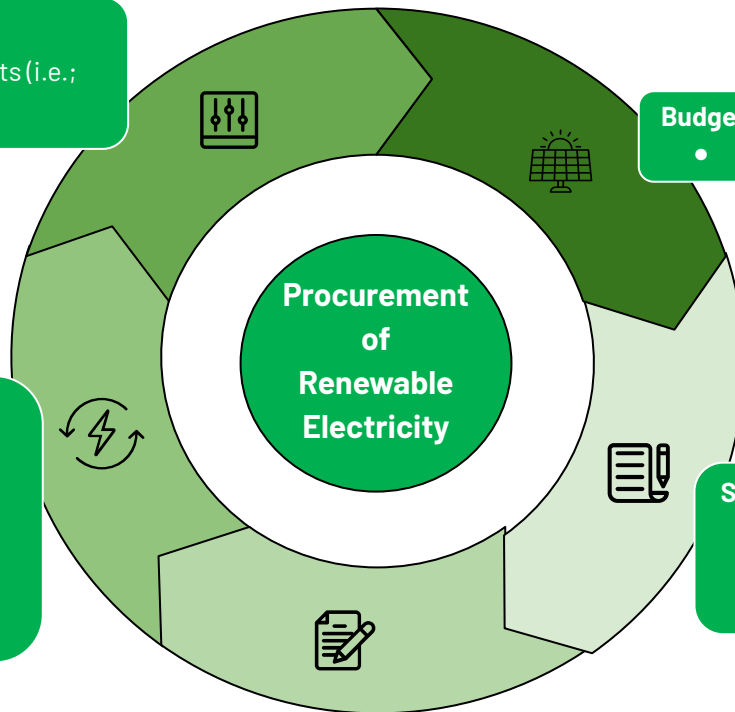 ts (i.e.;
Budge
•
Procurement
of
Renewable
Electricity
S